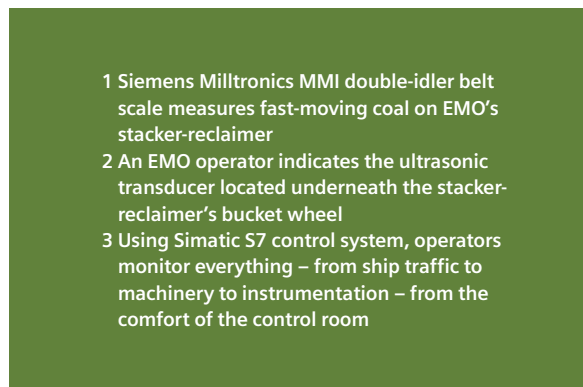 1 Siemens Milltronics MMI double-idler belt
scale measures fast-moving coal on EMO’s
stacker-reclaimer
2 An EMO operator indicates the ultrasonic
transducer located underneath the stacker-
reclaimer’s bucket wheel
3 Using Simatic S7 control system, operators
monitor everything – from ship traffic to
machinery to instrumentation – from the
comfort of the control room